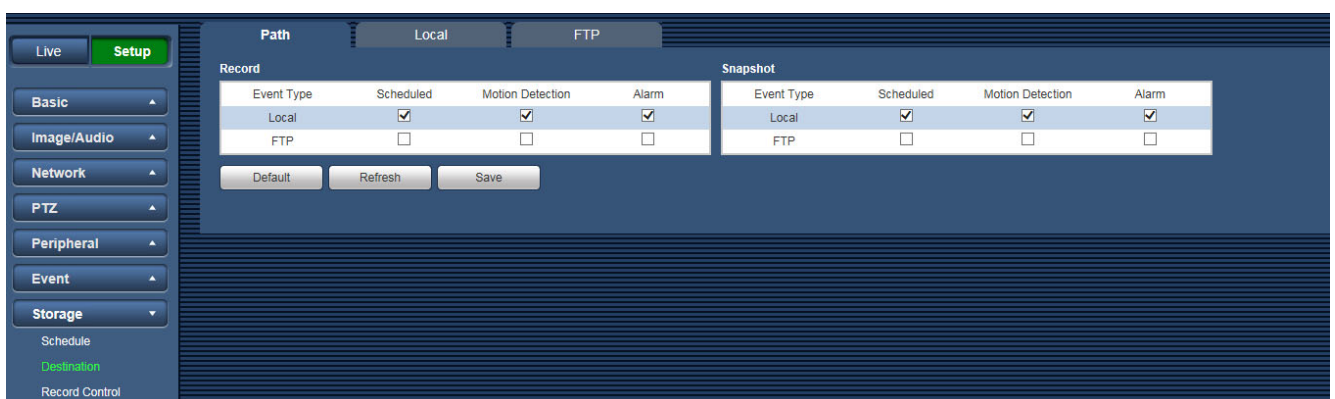 Live Setup
Basic
Image/Audio
Network
PTZ
Peripheral
Event
Storage
Schedule
Destination
Record Control
Path Local FTP
Record
Event Type Scheduled Motion Detection Alarm
Local
FTP
Default Refresh Save
Snapshot
Event Type Scheduled Motion Detection Alarm
Local
FTP